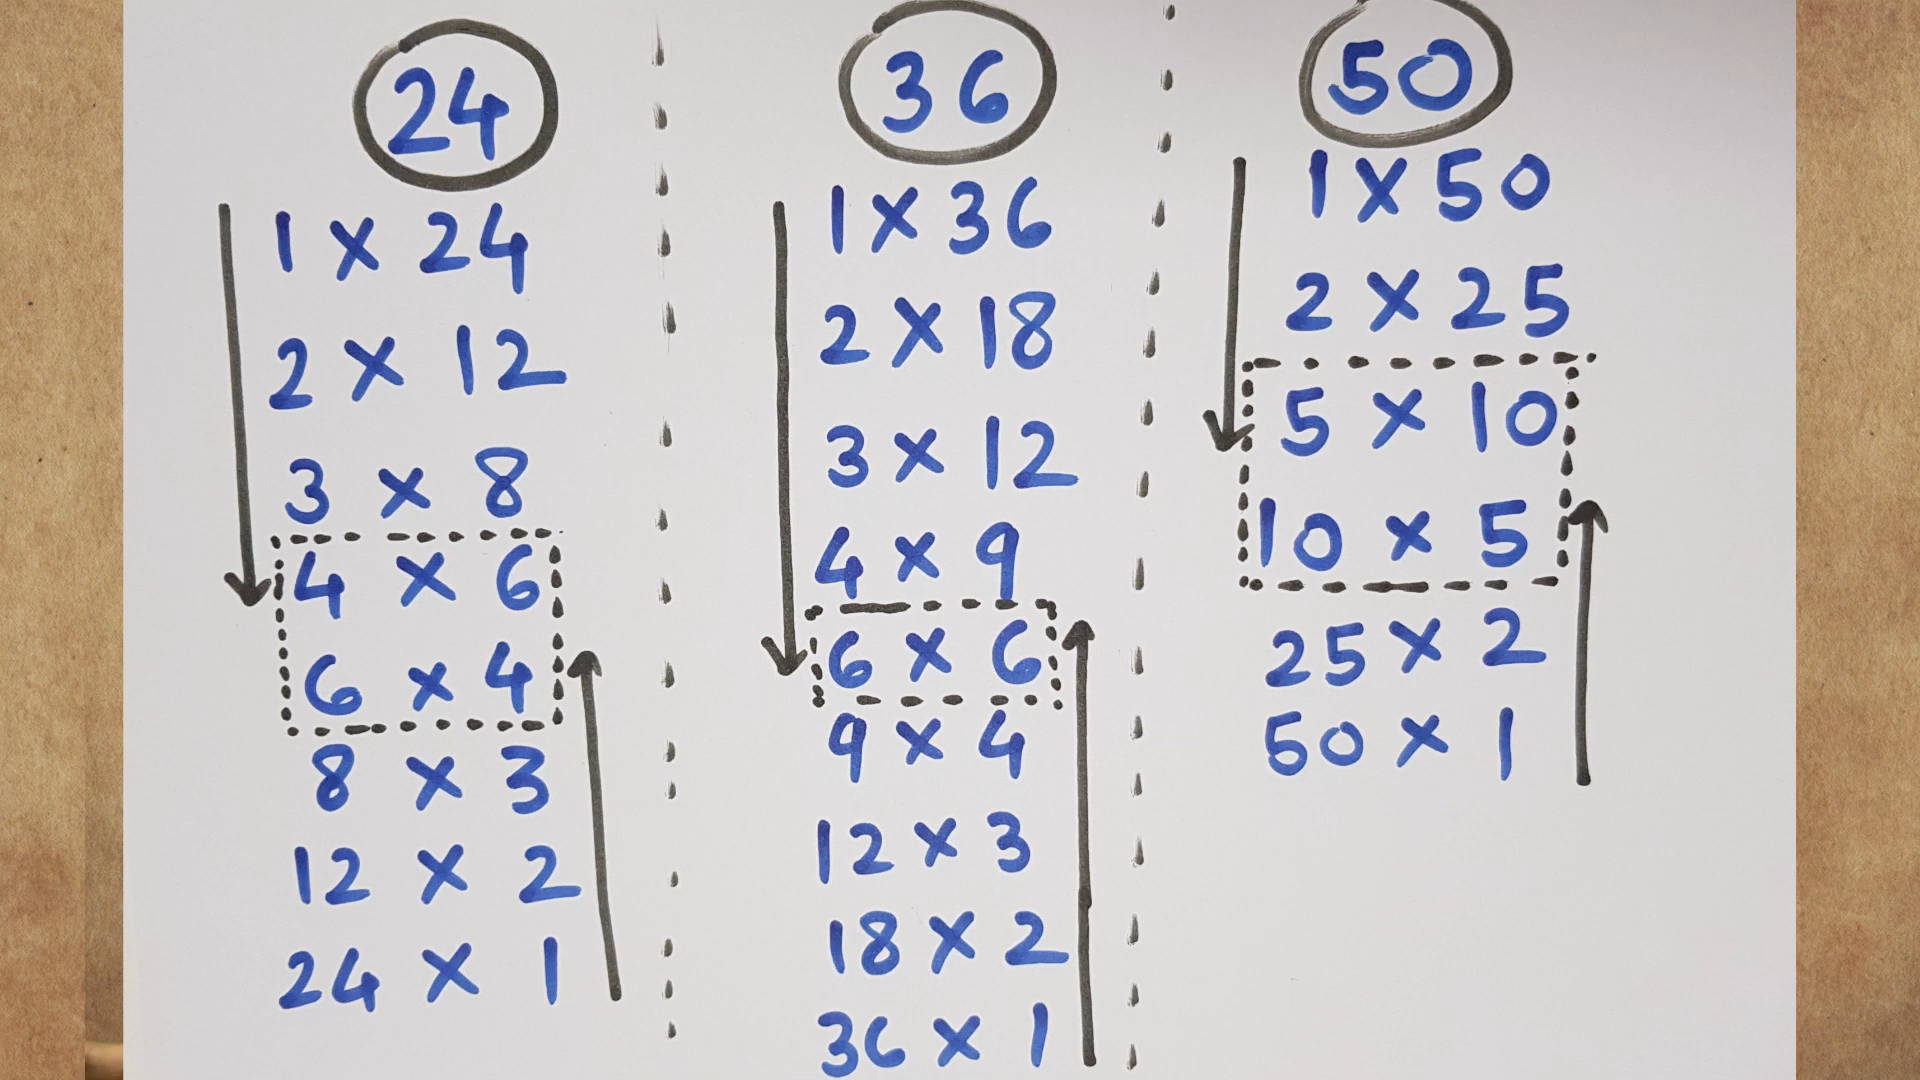 24
1 x 24
2 x 12
3 x 8
4 x 6
6 x 4
8 x 3
12 x 2
24 x 1
36
1 x 36
2 x 18
3 x 12
4 x 9
6 x 6
9 x 4
12 x 3
18 x 2
36 x 1
50
1 x 50
2 x 25
5 x 10
10 x 5
25 x 2
50 x 1